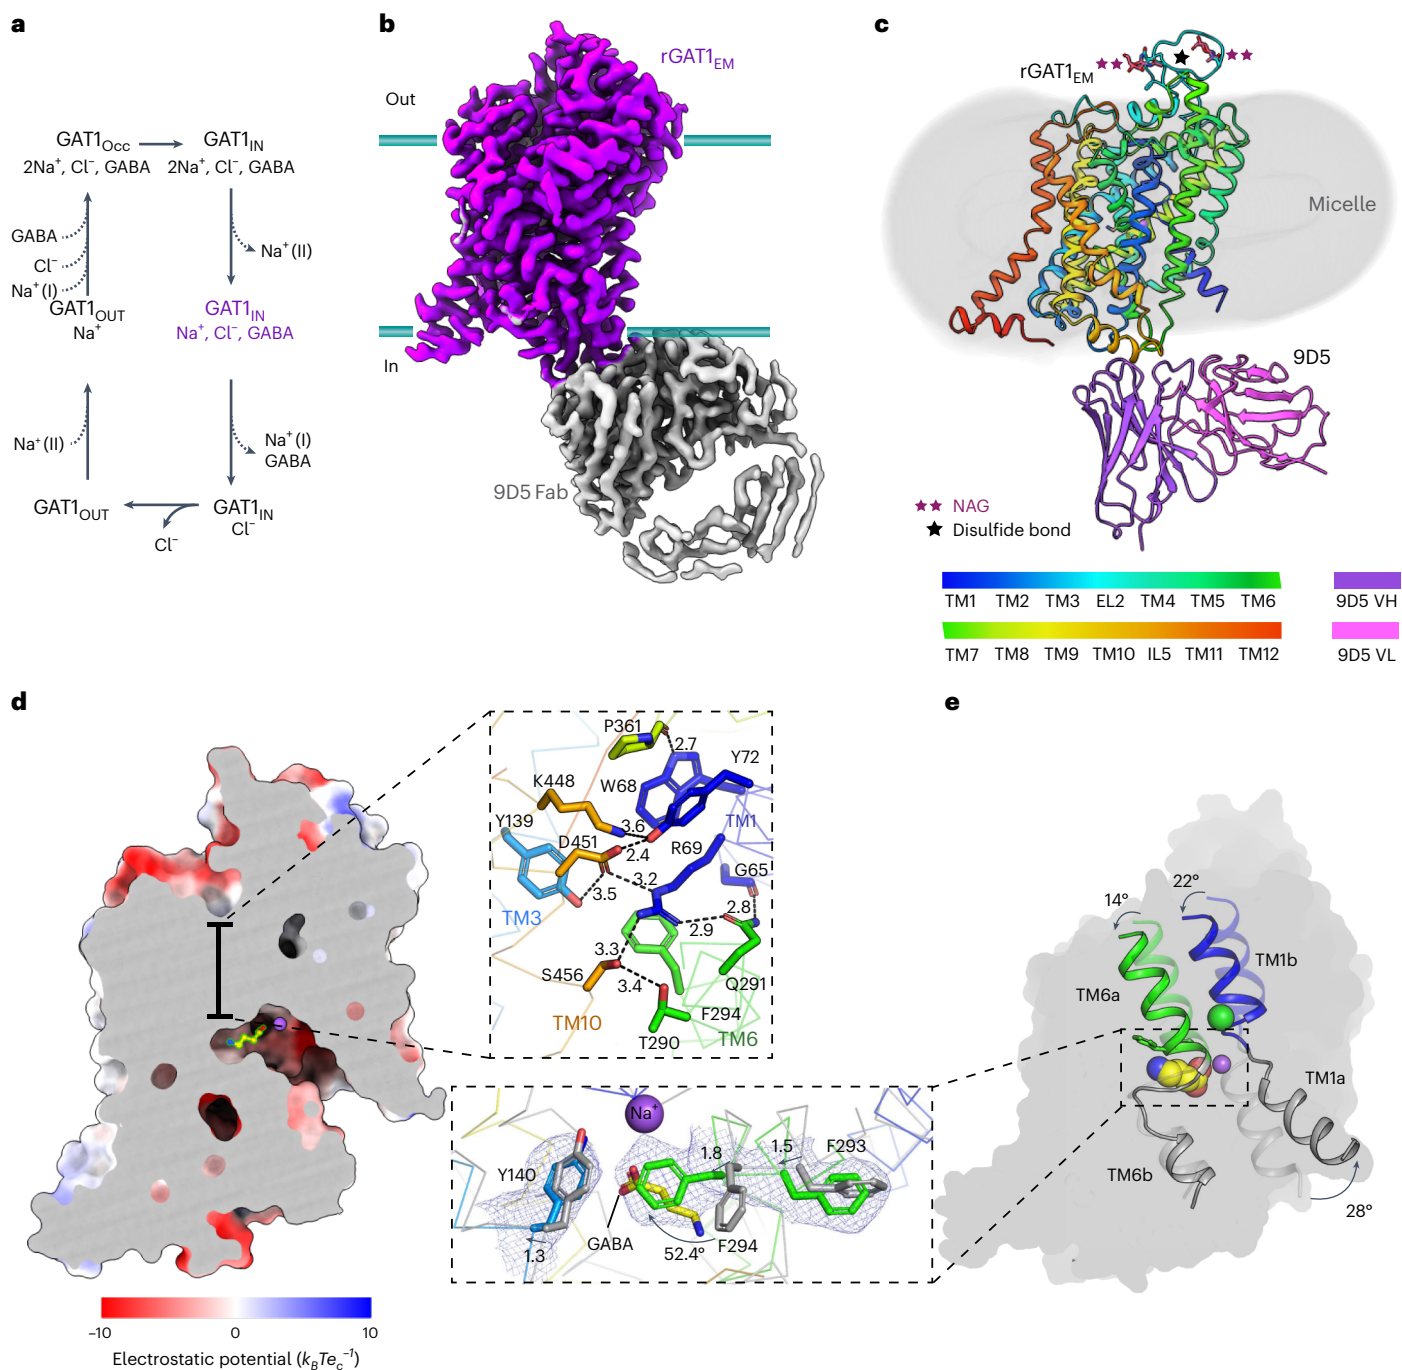 a
GAT1Occ
2Na⁺, Cl⁻, GABA
GAT1IN
2Na⁺, Cl⁻, GABA
GABA
Cl⁻
Na⁺(I)
Na⁺(II)
GAT1OUT
Na⁺
GAT1IN
Na⁺, Cl⁻, GABA
Na⁺(II)
Na⁺(I)
GABA
GAT1OUT
GAT1IN
Cl⁻
Cl⁻
b
rGAT1EM
Out
In
9D5 Fab
c
rGAT1EM
Micelle
9D5
NAG
Disulfide bond
TM1 TM2 TM3 EL2 TM4 TM5 TM6
9D5 VH
TM7 TM8 TM9 TM10 IL5 TM11 TM12
9D5 VL
d
P361
2.7
Y72
K448
W68
Y139
3.6
TM1
D451
2.4
R69
G65
3.2
3.5
TM3
2.8
2.9
3.3
S456
Q291
3.4
F294
TM10
TM6
T290
Na⁺
1.8
1.5
F293
Y140
GABA
F294
1.3
52.4°
−10 0 10
Electrostatic potential (kBTec⁻¹)
e
22°
14°
TM1b
TM6a
TM1a
TM6b
28°